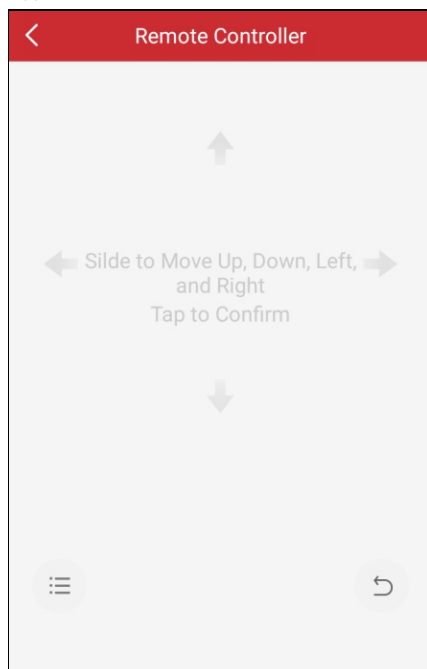 Remote Controller
Silde to Move Up, Down, Left,
and Right
Tap to Confirm